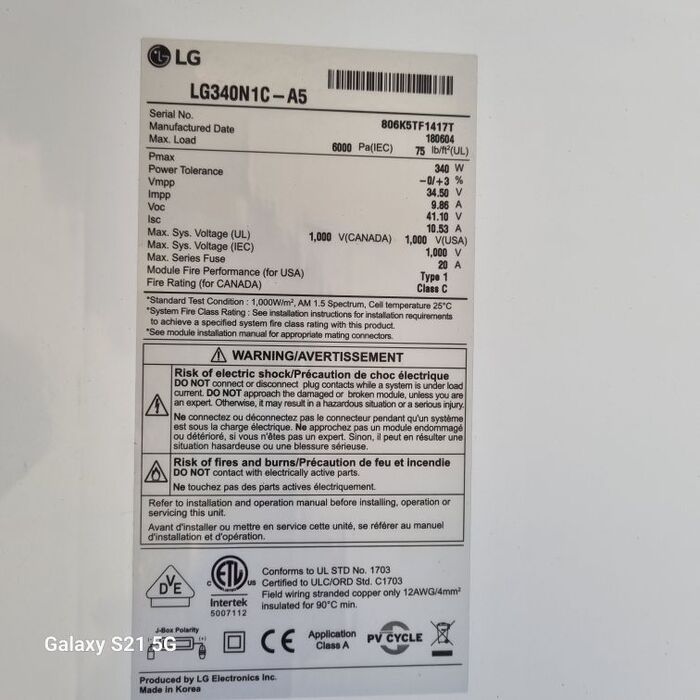 LG
LG340N1C-A5
Serial No. 806K5TF1417T
Manufactured Date 180604
Max. Load 6000 Pa(IEC) 75 lb/ft²(UL)
Pmax 340 W
Power Tolerance -0/+3 %
Vmpp 34.50 V
Impp 9.86 A
Voc 41.10 V
Isc 10.53 A
Max. Sys. Voltage (UL) 1,000 V(CANADA) 1,000 V(USA)
Max. Sys. Voltage (IEC) 1,000 V
Max. Series Fuse 20 A
Module Fire Performance (for USA) Type 1
Fire Rating (for CANADA) Class C
*Standard Test Condition : 1,000W/m², AM 1.5 Spectrum, Cell temperature 25°C
*System Fire Class Rating : See installation instructions for installation requirements
to achieve a specified system fire class rating with this product.
*See module installation manual for appropriate mating connectors.
WARNING/AVERTISSEMENT
Risk of electric shock/Précaution de choc électrique
DO NOT connect or disconnect plug contacts while a system is under load
current. DO NOT approach the damaged or broken module, unless you are
an expert. Otherwise, it may result in a hazardous situation or a serious injury.
Ne connectez ou déconnectez pas le connecteur pendant qu'un système
est sous la charge électrique. Ne approchez pas un module endommagé
ou détérioré, si vous n'êtes pas un expert. Sinon, il peut en résulter une
situation hasardeuse ou une blessure sérieuse.
Risk of fires and burns/Précaution de feu et incendie
DO NOT contact with electrically active parts.
Ne touchez pas des parts actives électriquement.
Refer to installation and operation manual before installing, operation or
servicing this unit.
Avant d'installer ou mettre en service cette unité, se référer au manuel
d'installation et d'opération.
DVE
C ETL US
Intertek
5007112
Conforms to UL STD No. 1703
Certified to ULC/ORD Std. C1703
Field wiring stranded copper only 12AWG/4mm²
insulated for 90°C min.
J-Box Polarity
(-) (+)
CE
Application
Class A
PV CYCLE
Galaxy S21 5G
Produced by LG Electronics Inc.
Made in Korea